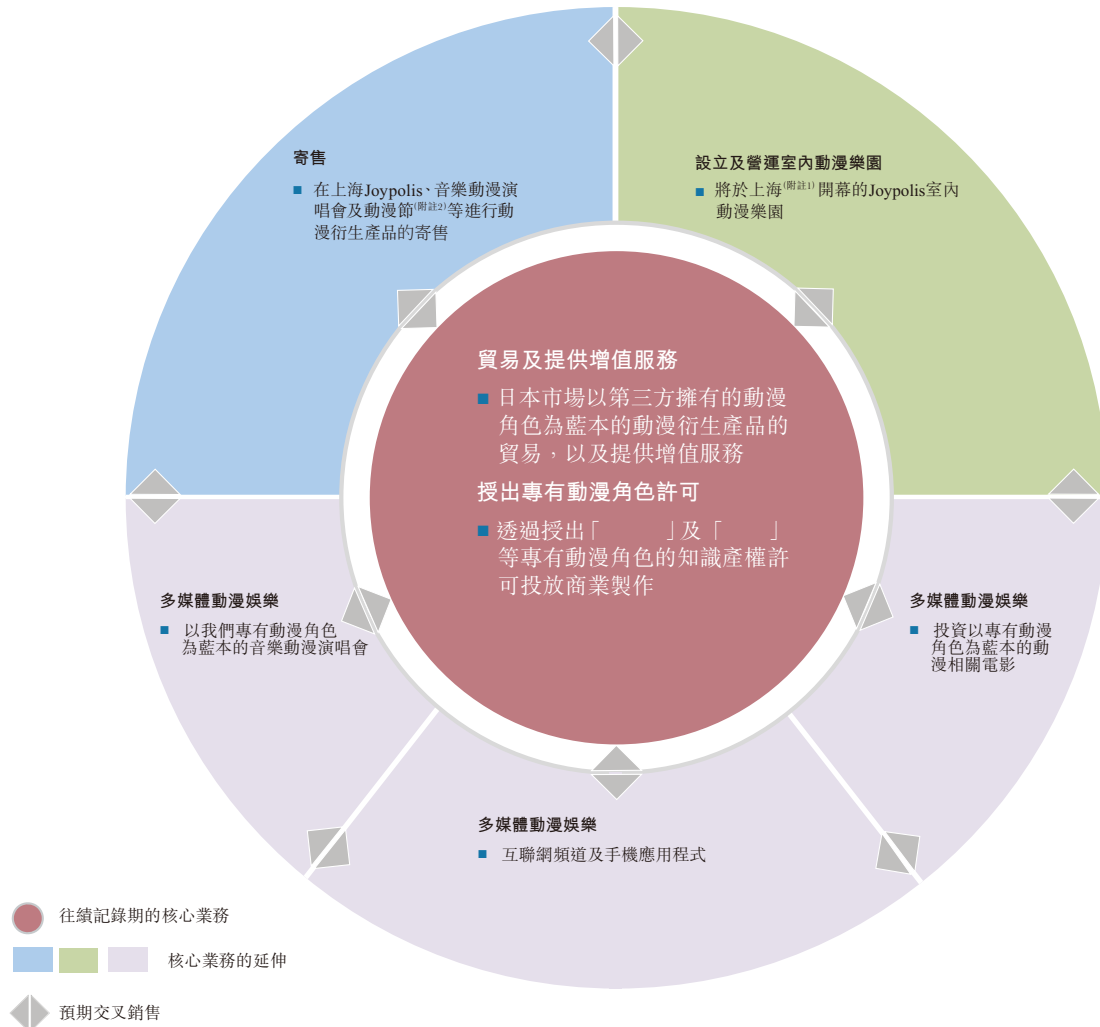 寄售
■ 在上海Joypolis、音樂動漫演
唱會及動漫節(附註2)等進行動
漫衍生產品的寄售
設立及營運室內動漫樂園
■ 將於上海(附註1)開幕的Joypolis室內
動漫樂園
貿易及提供增值服務
■ 日本市場以第三方擁有的動漫
角色為藍本的動漫衍生產品的
貿易，以及提供增值服務
授出專有動漫角色許可
■ 透過授出「　　　」及「　　」
等專有動漫角色的知識產權許
可投放商業製作
多媒體動漫娛樂
■ 以我們專有動漫角色
為藍本的音樂動漫演唱會
多媒體動漫娛樂
■ 投資以專有動漫
角色為藍本的動
漫相關電影
多媒體動漫娛樂
■ 互聯網頻道及手機應用程式
往績記錄期的核心業務
核心業務的延伸
預期交叉銷售